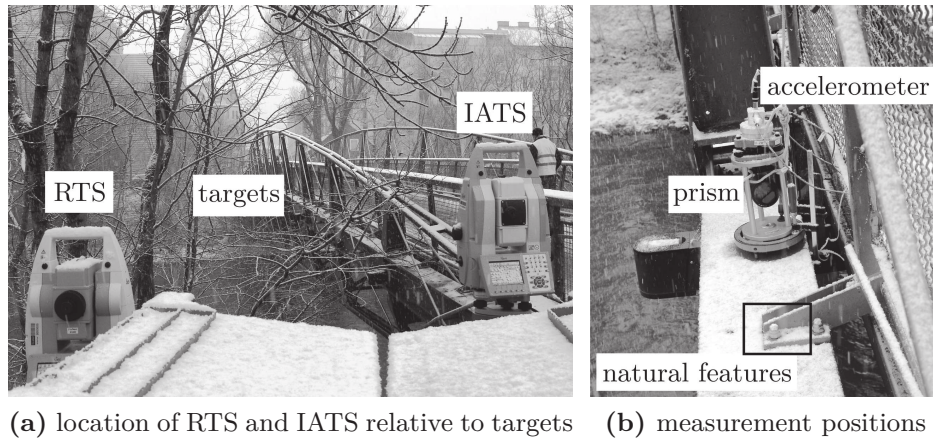 IATS
RTS
targets
accelerometer
prism
natural features
(a) location of RTS and IATS relative to targets
(b) measurement positions